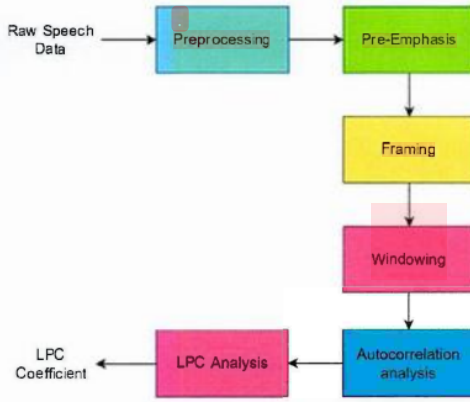 Raw Speech
Data
Preprocessing
Pre-Emphasis
Framing
Windowing
Autocorrelation
analysis
LPC Analysis
LPC
Coefficient